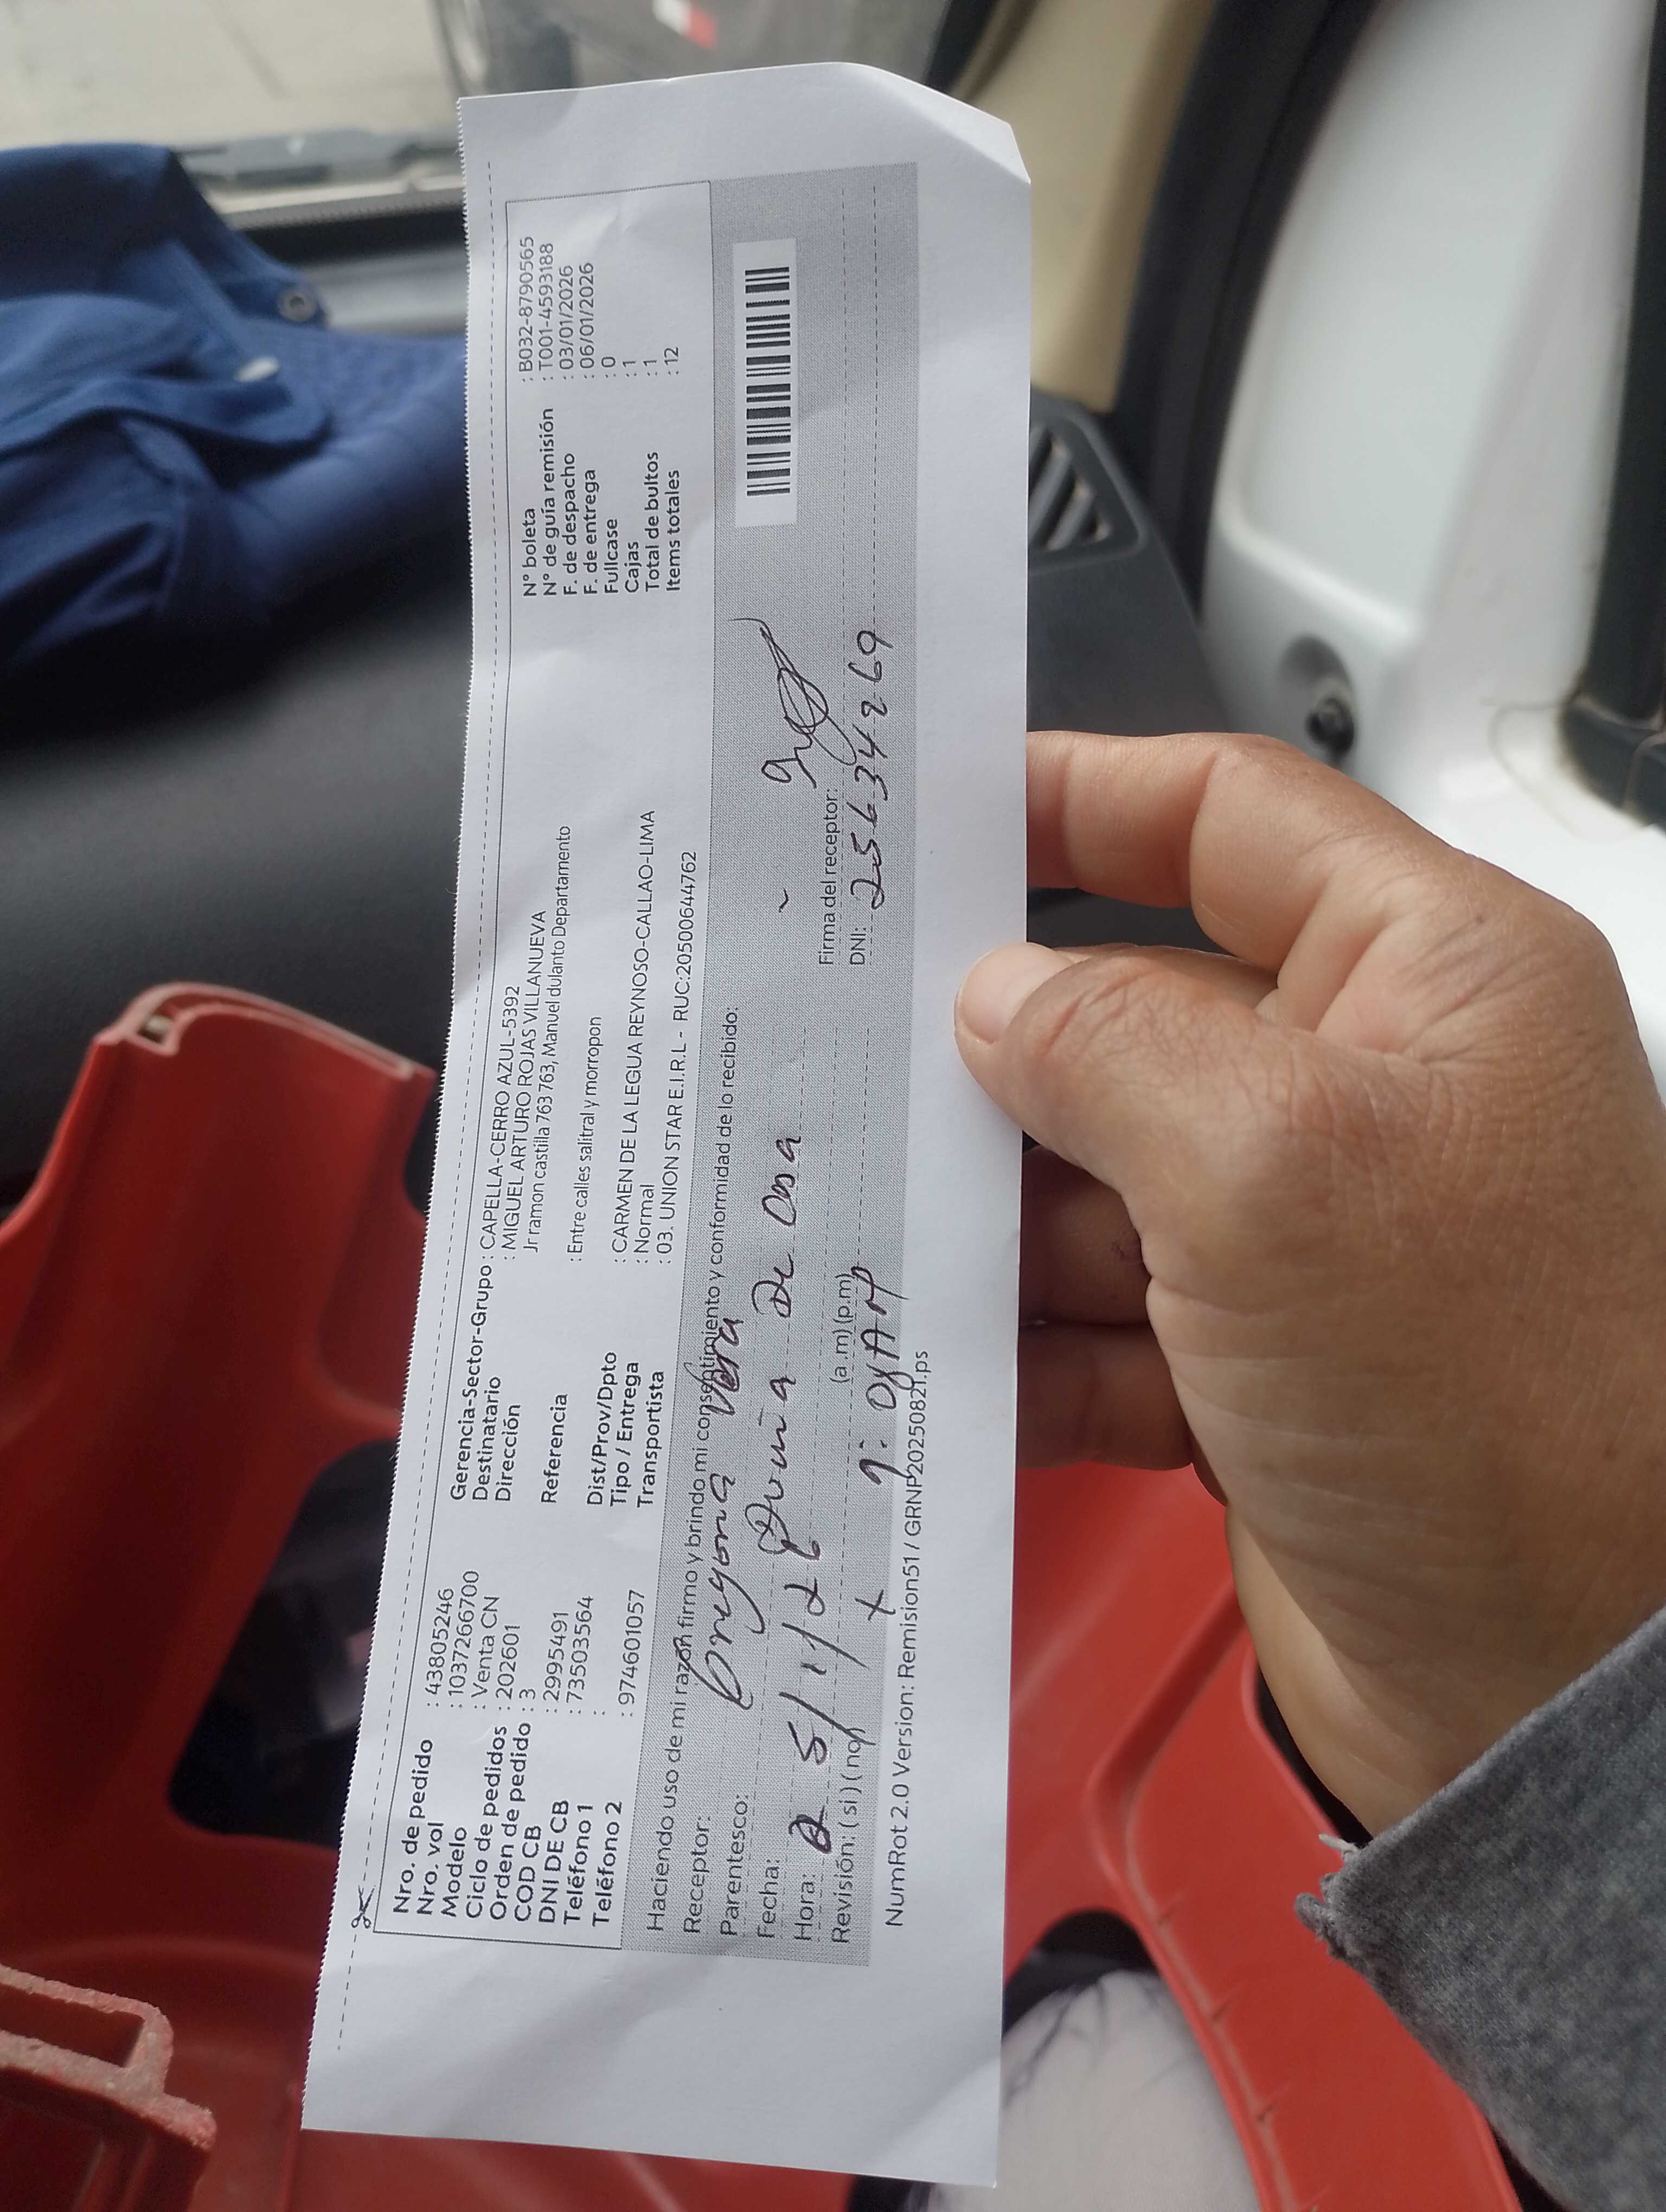 Nro. de pedido : 43805246
Nro. val : 10372666700
Modelo : Venta CN
Ciclo de pedidos : 202601
Orden de pedido : 3
COD CB : 2995491
DNI DE CB : 73503564
Teléfono 1 :
Teléfono 2 : 974601057
Gerencia-Sector-Grupo : CAPELLA-CERRO AZUL-5392
Destinatario : MIGUEL ARTURO ROJAS VILLANUEVA
Dirección Jr ramon castilla 763 763, Manuel dulanto Departamento
Referencia : Entre calles salitral y morropon
Dist/Prov/Dpto : CARMEN DE LA LEGUA REYNOSO-CALLAO-LIMA
Tipo / Entrega : Normal
Transportista : 03. UNION STAR E.I.R.L - RUC:20500644762
N° boleta : B032-8790565
N° de guía remisión : T001-4593188
F. de despacho : 03/01/2026
F. de entrega : 06/01/2026
Fullcase : 0
Cajas : 1
Total de bultos : 1
Items totales : 12
Haciendo uso de mi razón firmo y brindo mi consentimiento y conformidad de lo recibido:
Receptor: Vera
Parentesco: De
Fecha: 5/1/26
Hora: (a.m) (p.m) 9:
Revisión: (si) (no)
Firma del receptor:
DNI: 25634269
NumRot 2.0 Version: Remision51 / GRNP20250821.ps